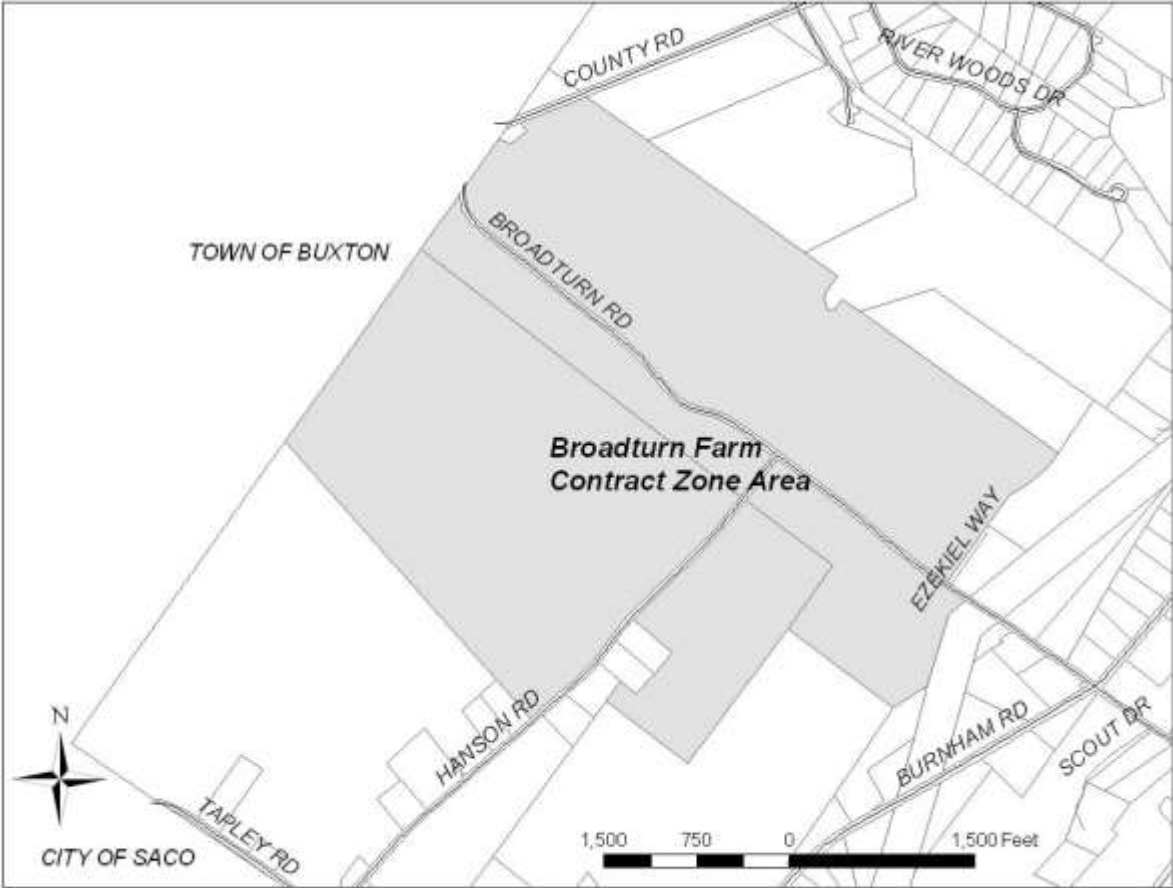 COUNTY RD
RIVER WOODS DR
BROADTURN RD
TOWN OF BUXTON
Broadturn Farm
Contract Zone Area
EZEKIEL WAY
HANSON RD
BURNHAM RD
SCOUT DR
N
TAPLEY RD
CITY OF SACO
1,500 750 0 1,500 Feet